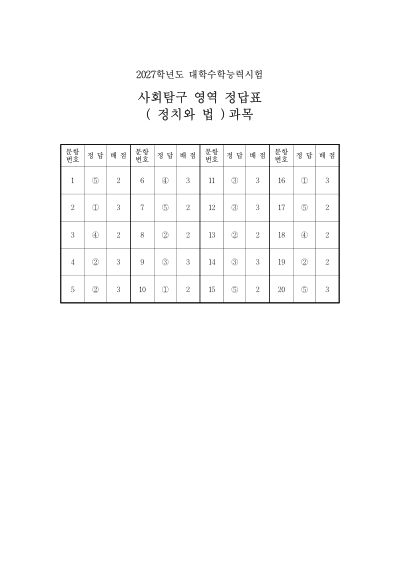 2027학년도 대학수학능력시험
사회탐구 영역 정답표
( 정치와 법 )과목
문항번호 정 답 배 점 문항번호 정 답 배 점 문항번호 정 답 배 점 문항번호 정 답 배 점
1 ⑤ 2 6 ④ 3 11 ③ 3 16 ① 3
2 ① 3 7 ⑤ 2 12 ③ 3 17 ⑤ 2
3 ④ 2 8 ② 2 13 ② 2 18 ④ 2
4 ② 3 9 ③ 3 14 ③ 3 19 ② 2
5 ② 3 10 ① 2 15 ⑤ 2 20 ⑤ 3